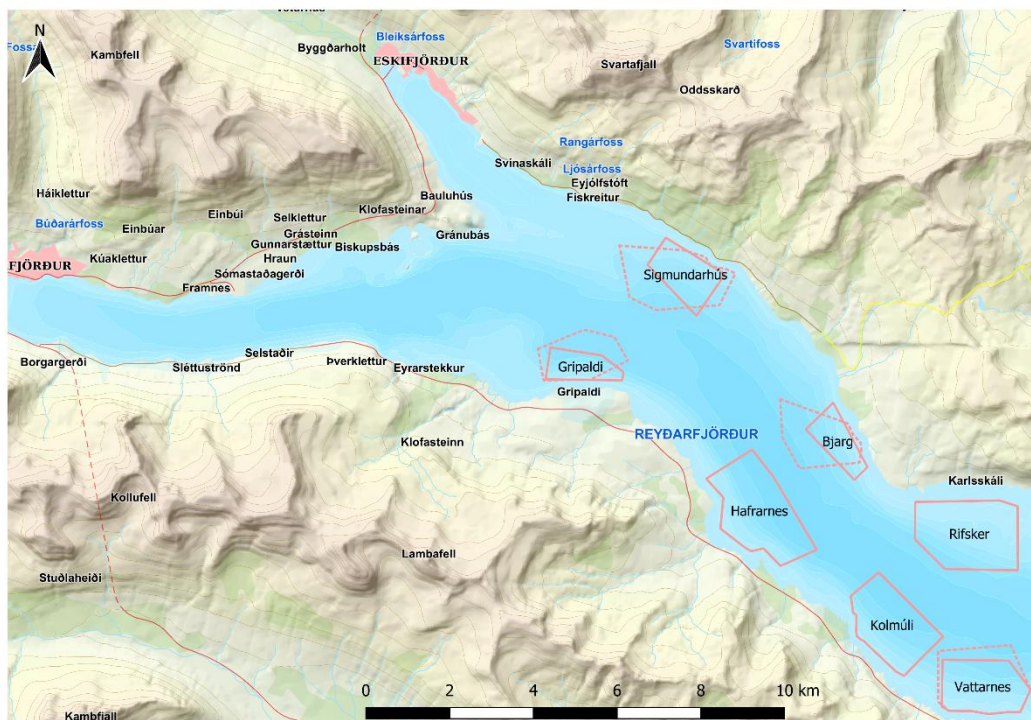 N
Kambfell
Byggðarholt
Bleiksárfoss
ESKIFJÖRÐUR
Svartifoss
Svartafjall
Oddsskarð
Rangárfoss
Svínaskáli
Ljósárfoss
Eyjólfstóft
Fiskreitur
Háiklettur
Bauluhús
Einbúi
Selklettur
Klofasteinar
Búðarárfoss
Einbúar
Grásteinn
Gránubás
Gunnarstættur
Biskupsbás
Kúaklettur
Hraun
FJÖRÐUR
Sómastaðagerði
Sigmundarhús
Framnes
Selstaðir
Borgargerði
Sléttuströnd
Þverklettur
Eyrarstekkur
Gripaldi
Gripaldi
REYÐARFJÖRÐUR
Klofasteinn
Bjarg
Karlsskáli
Kollufell
Hafrarnes
Rifsker
Lambafell
Stuðlaheiði
Kolmúli
Vattarnes
0 2 4 6 8 10 km
Kambfjall